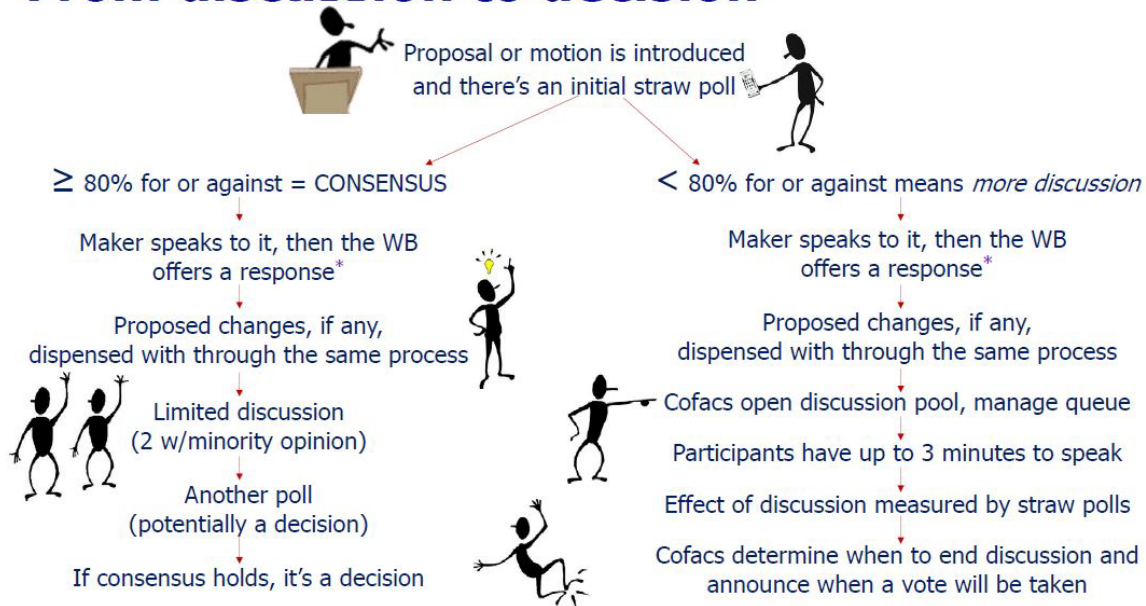 From discussion to decision
Proposal or motion is introduced
and there's an initial straw poll
≥ 80% for or against = CONSENSUS
Maker speaks to it, then the WB
offers a response*
Proposed changes, if any,
dispensed with through the same process
Limited discussion
(2 w/minority opinion)
Another poll
(potentially a decision)
If consensus holds, it's a decision
< 80% for or against means more discussion
Maker speaks to it, then the WB
offers a response*
Proposed changes, if any,
dispensed with through the same process
Cofacs open discussion pool, manage queue
Participants have up to 3 minutes to speak
Effect of discussion measured by straw polls
Cofacs determine when to end discussion and
announce when a vote will be taken